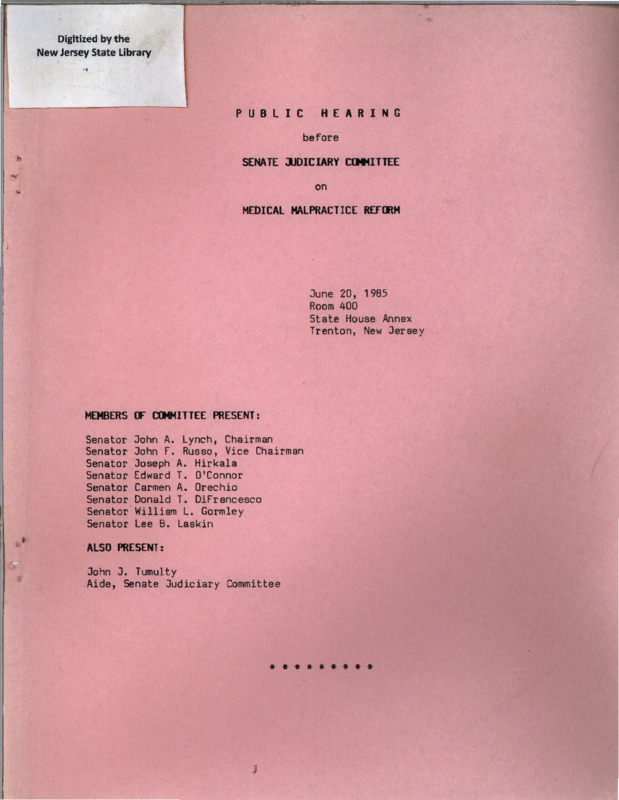 Digitized by the
New Jersey State Library
PUBLIC HEARING
before
SENATE JUDICIARY COMMITTEE
on
MEDICAL MALPRACTICE REFORM
June 20, 1985
Room 400
State House Annex
Trenton, New Jersey
MEMBERS OF COMMITTEE PRESENT:
Senator John A. Lynch, Chairman
Senator John F. Russo, Vice Chairman
Senator Joseph A. Hirkala
Senator Edward T. O'Connor
Senator Carmen A. Orechio
Senator Donald T. DiFrancesco
Senator William L. Gormley
Senator Lee B. Laskin
ALSO PRESENT:
John J. Tumulty
Aide, Senate Judiciary Committee
* * * * * * * * *